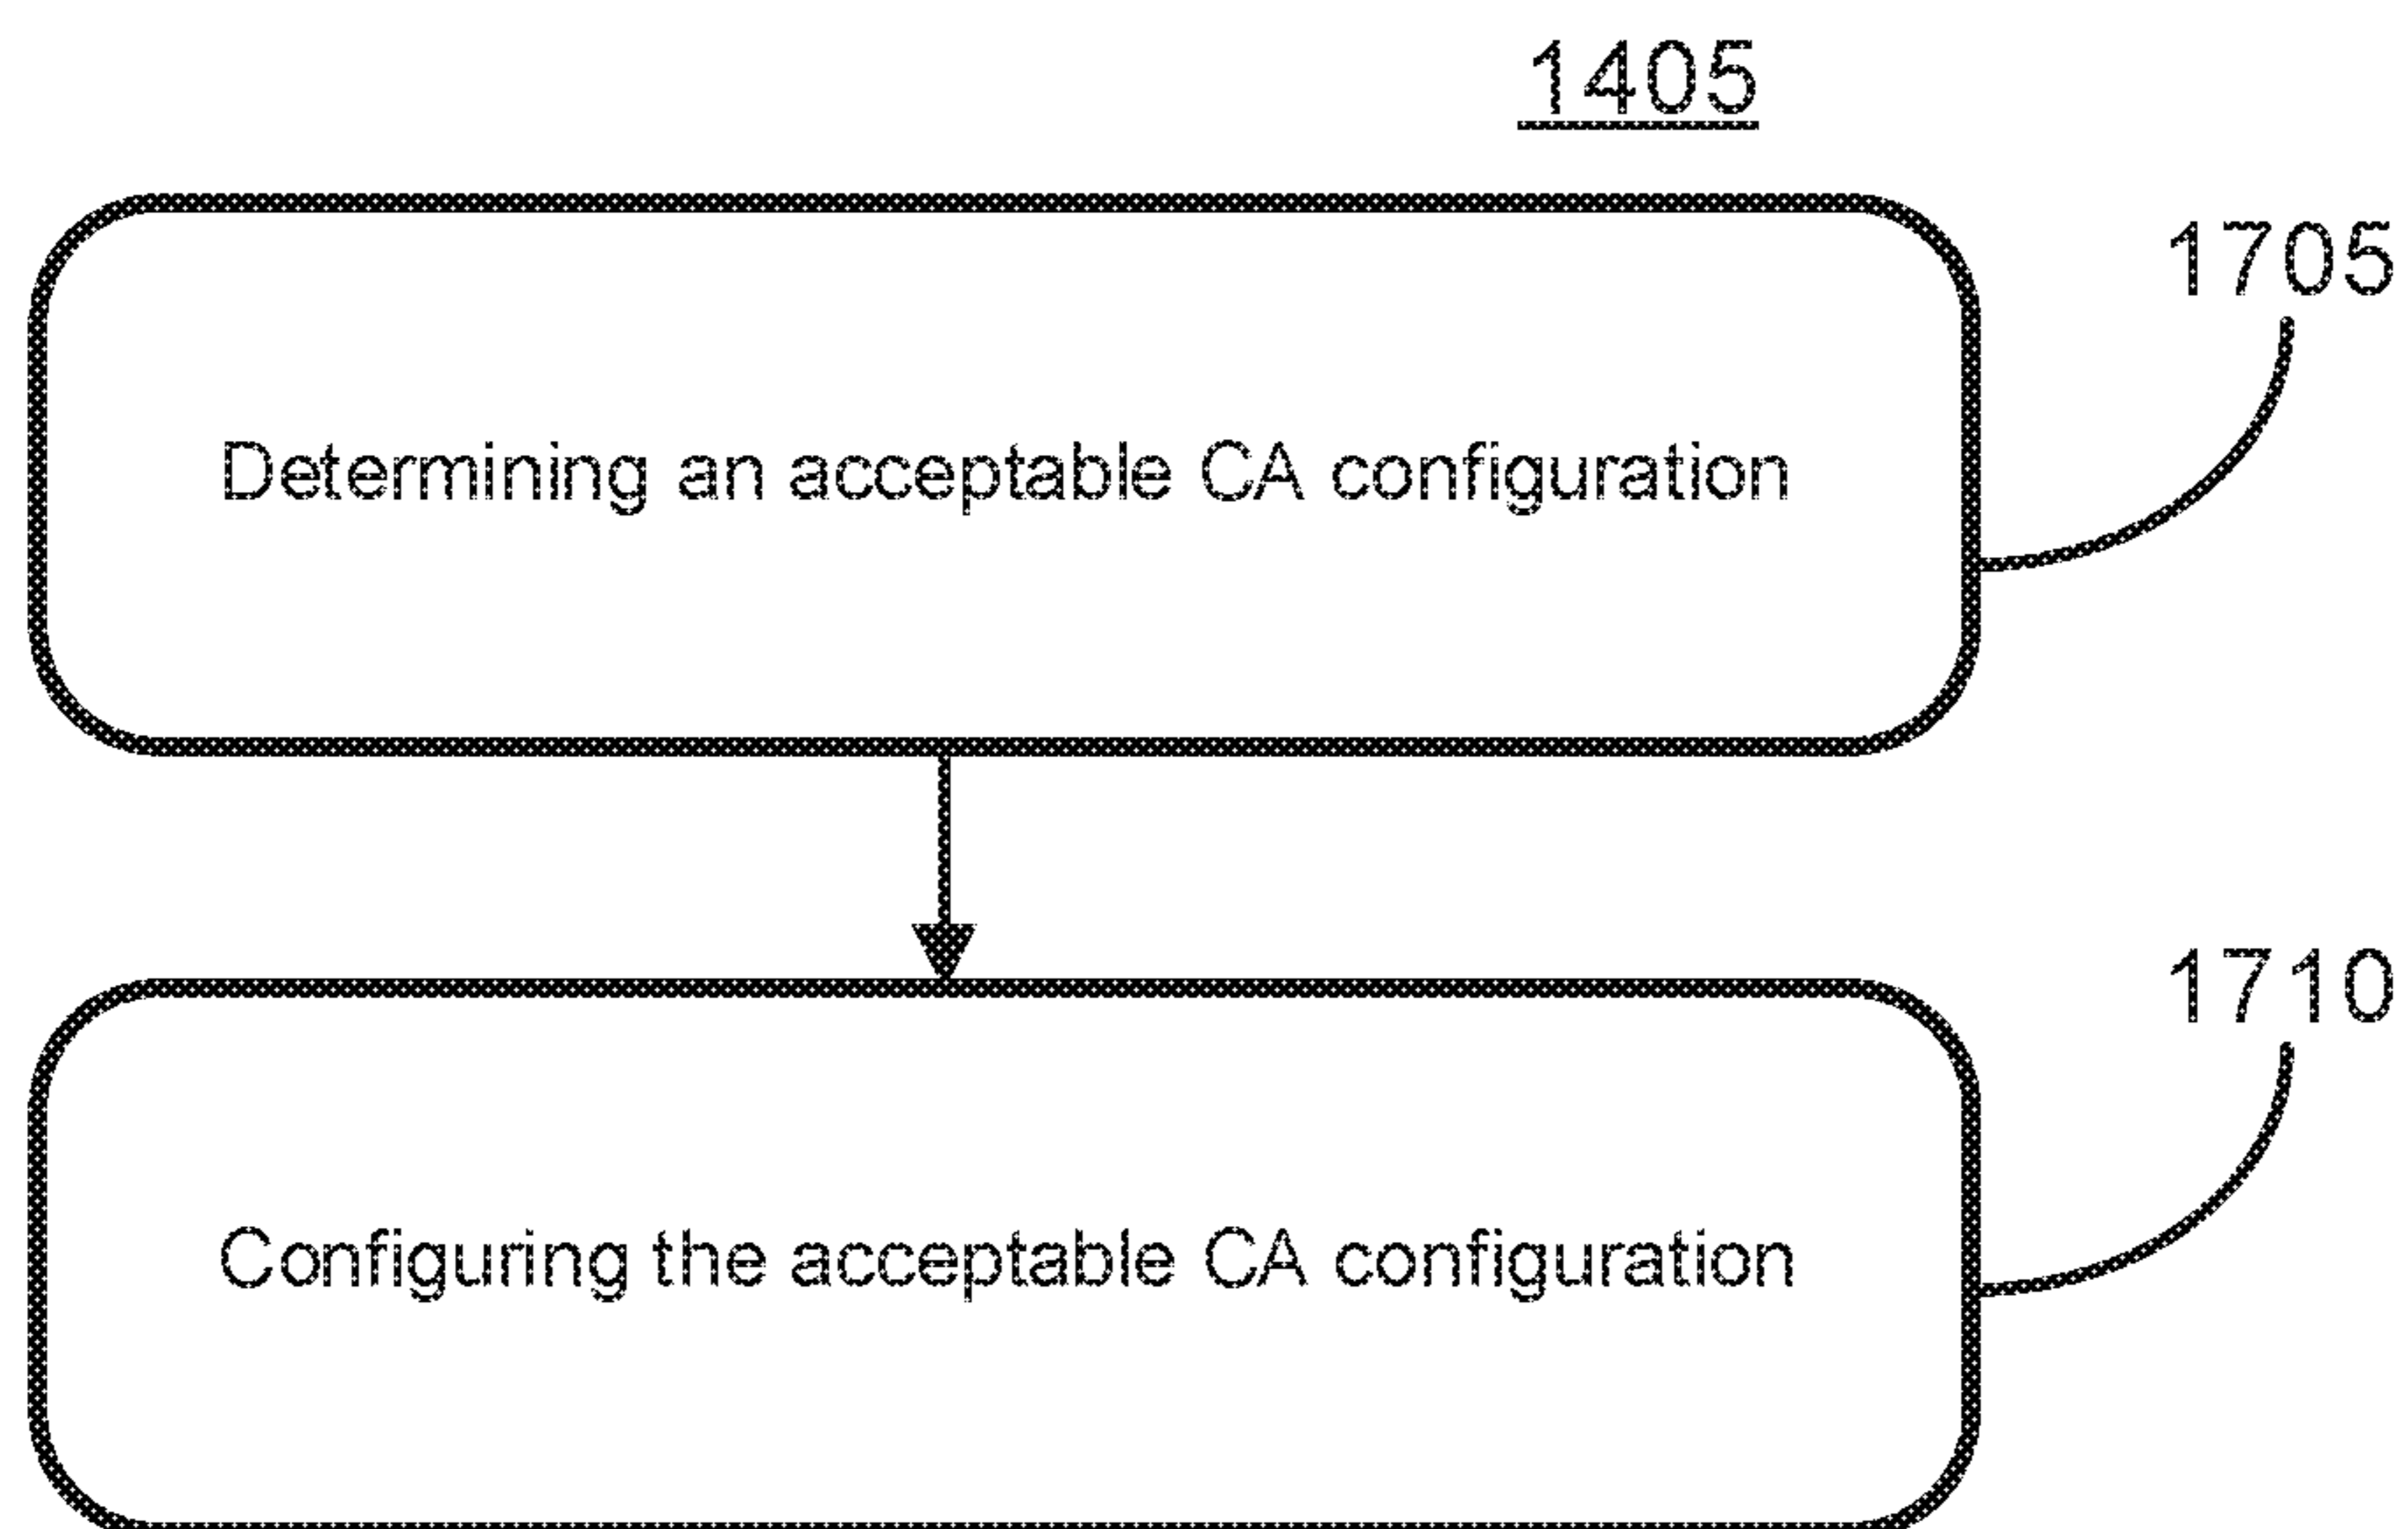 1405
1705
Determining an acceptable CA configuration
1710
Configuring the acceptable CA configuration